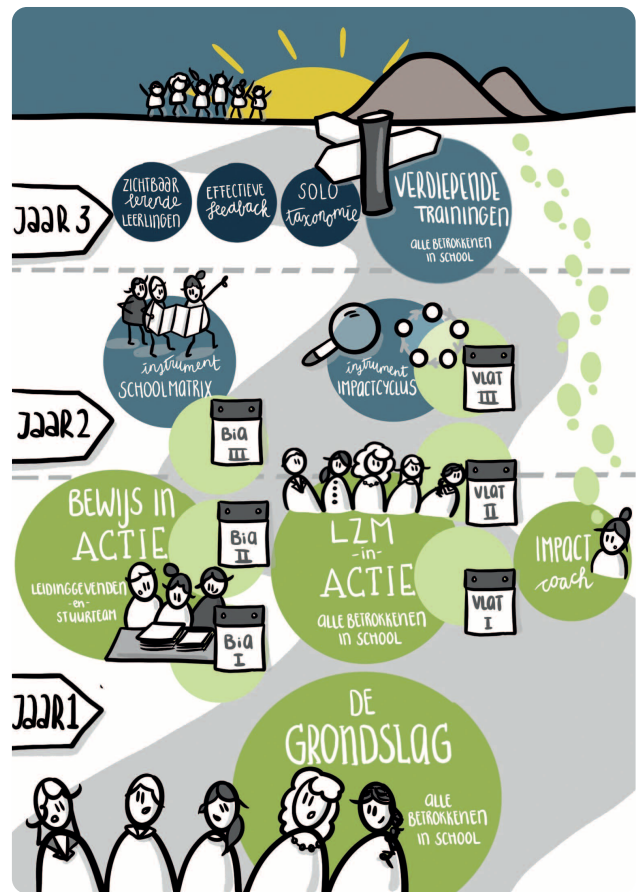 JAAR 3
ZICHTBAAR
lerende
LEERLINGEN
EFFECTIEVE
feedback
SOLO
taxonomie
VERDIEPENDE
TRAININGEN
ALLE BETROKKENEN
IN SCHOOL
instrument
SCHOOLMATRIX
instrument
IMPACTCYCLUS
VLAT
III
JAAR 2
BiA
III
BEWIJS IN
ACTIE
LEIDINGGEVENDEN
-en-
STUURTEAM
BiA
II
BiA
I
LZM
-in-
ACTIE
ALLE BETROKKENEN
IN SCHOOL
VLAT
II
VLAT
I
IMPACT
coach
JAAR1
DE
GRONDSLAG
ALLE
BETROKKENEN
IN SCHOOL